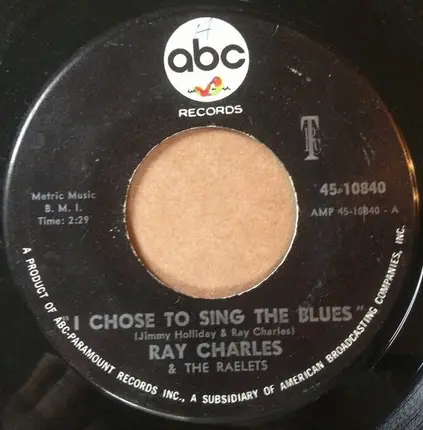 4
abc
RECORDS
T
45-10840
Metric Music
B. M. I.
Time: 2:29
AMP 45-10840 - A
"I CHOSE TO SING THE BLUES"
(Jimmy Holliday & Ray Charles)
RAY CHARLES
& THE RAELETS
A PRODUCT OF ABC-PARAMOUNT RECORDS INC., A SUBSIDIARY OF AMERICAN BROADCASTING COMPANIES, INC.